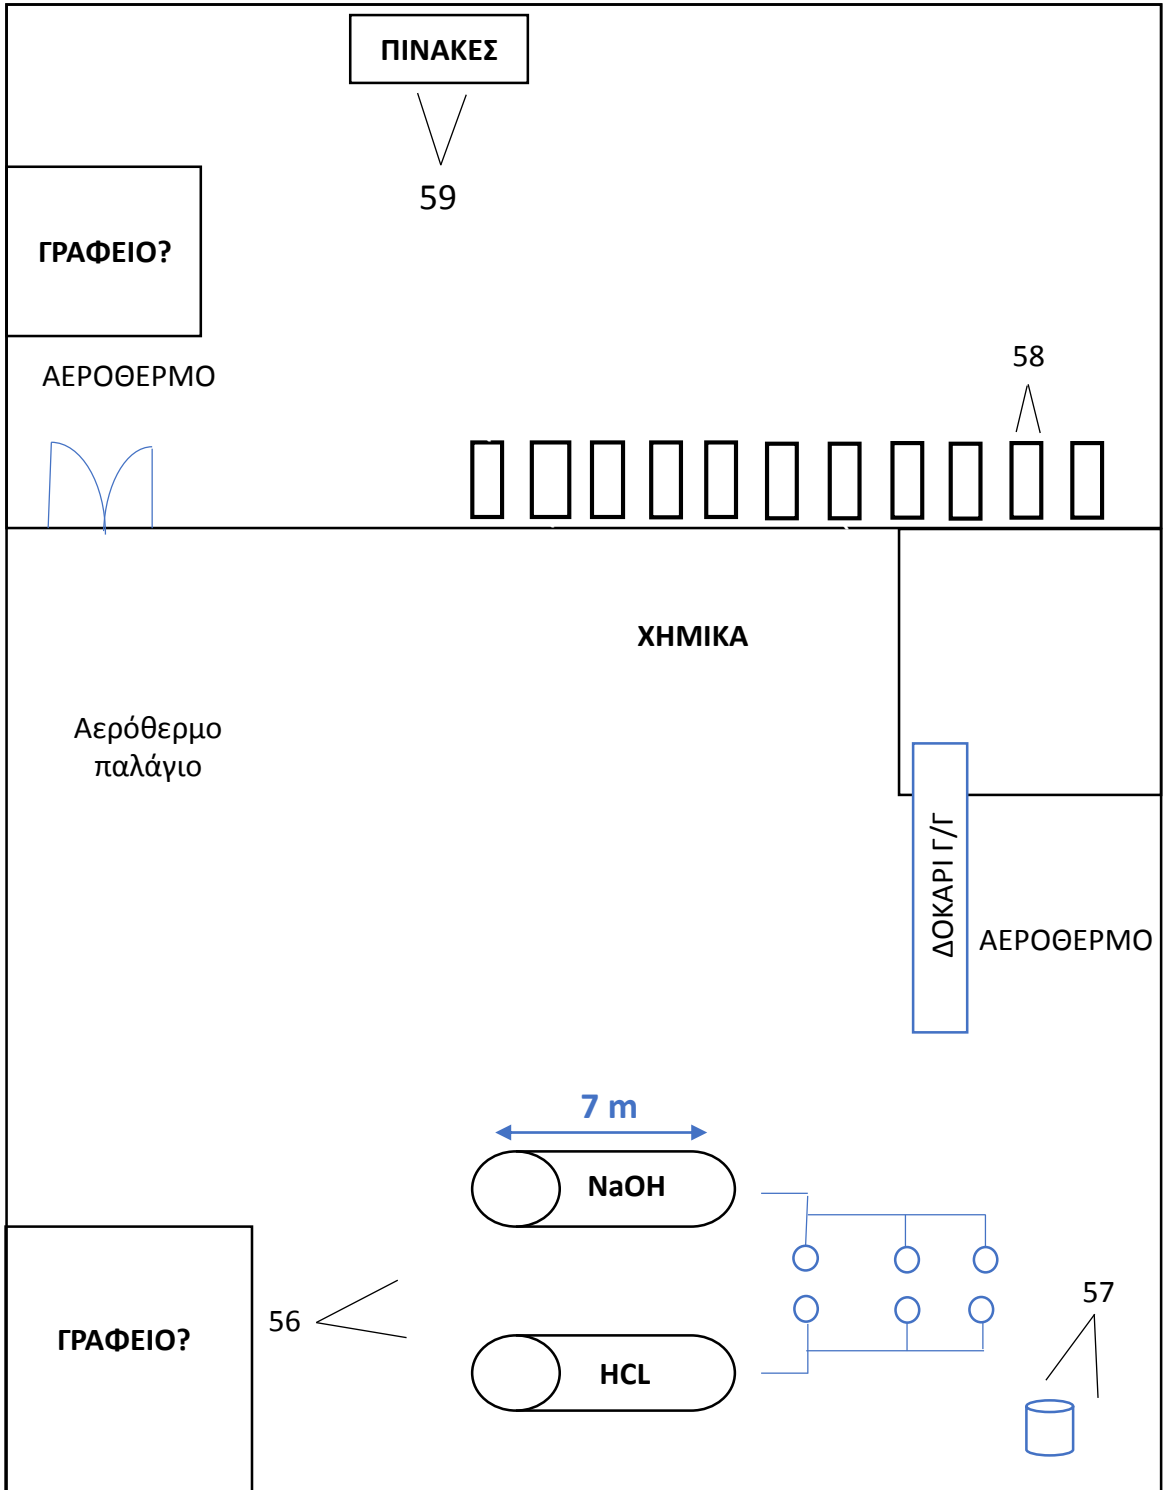 ΠΙΝΑΚΕΣ
59
ΓΡΑΦΕΙΟ?
ΑΕΡΟΘΕΡΜΟ
58
ΧΗΜΙΚΑ
Αερόθερμο
παλάγιο
ΔΟΚΑΡΙ Γ/Γ
ΑΕΡΟΘΕΡΜΟ
7 m
NaOH
57
56
ΓΡΑΦΕΙΟ?
HCL